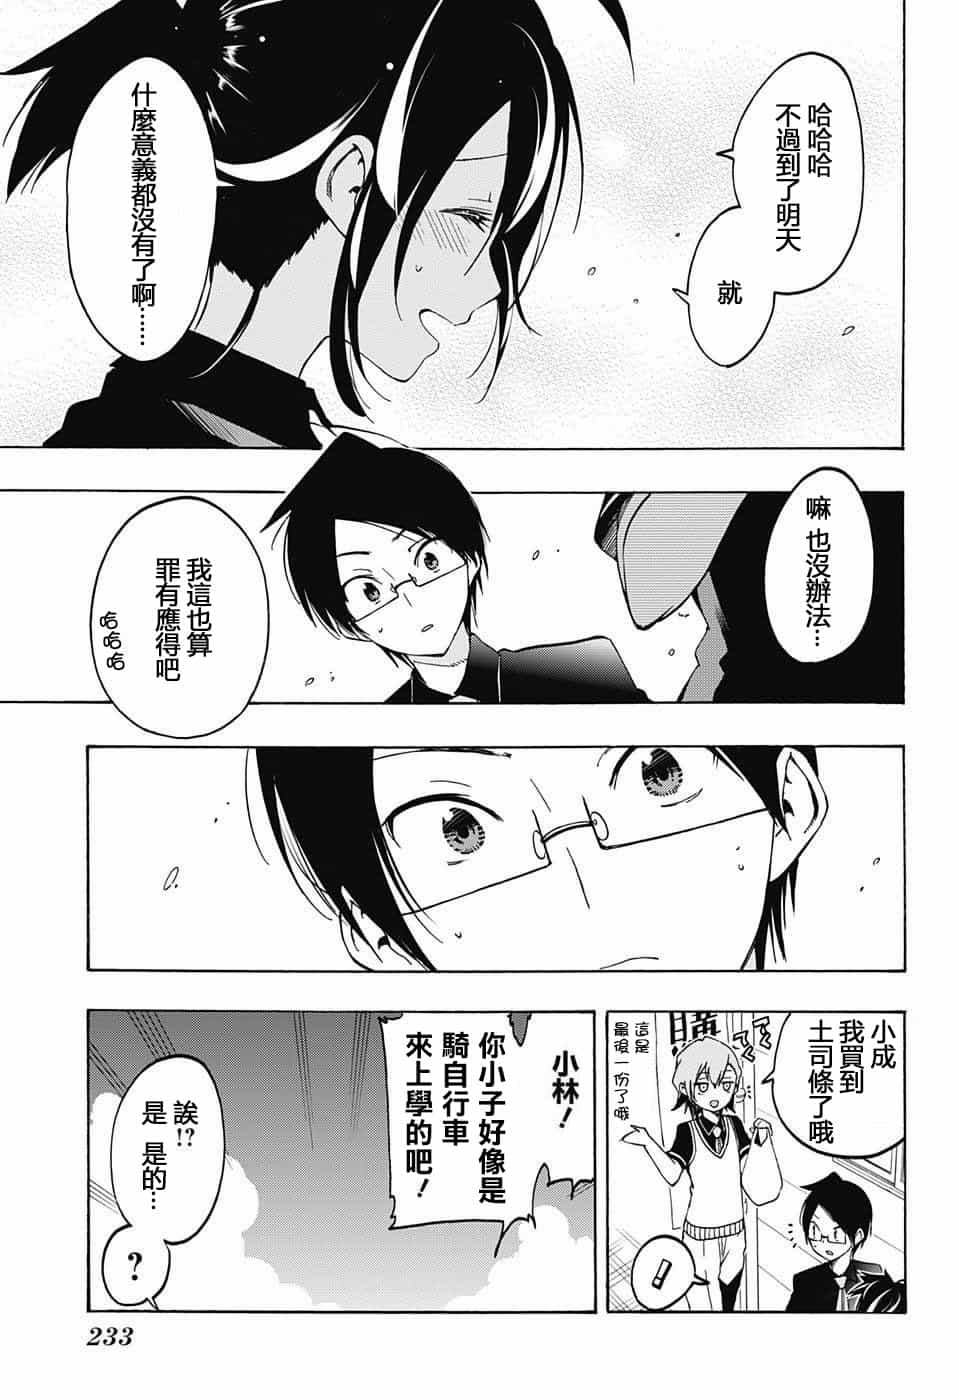 哈哈哈
不過到了明天
就
什麼意義都沒有了啊……
嘛 也沒辦法…
我這也算
罪有應得吧
哈哈哈
小成
我買到
土司條了哦
這是
最後一份了哦
!
小林！
你小子好像是
騎自行車
來上學的吧！
誒!?
是 是的…
?
233